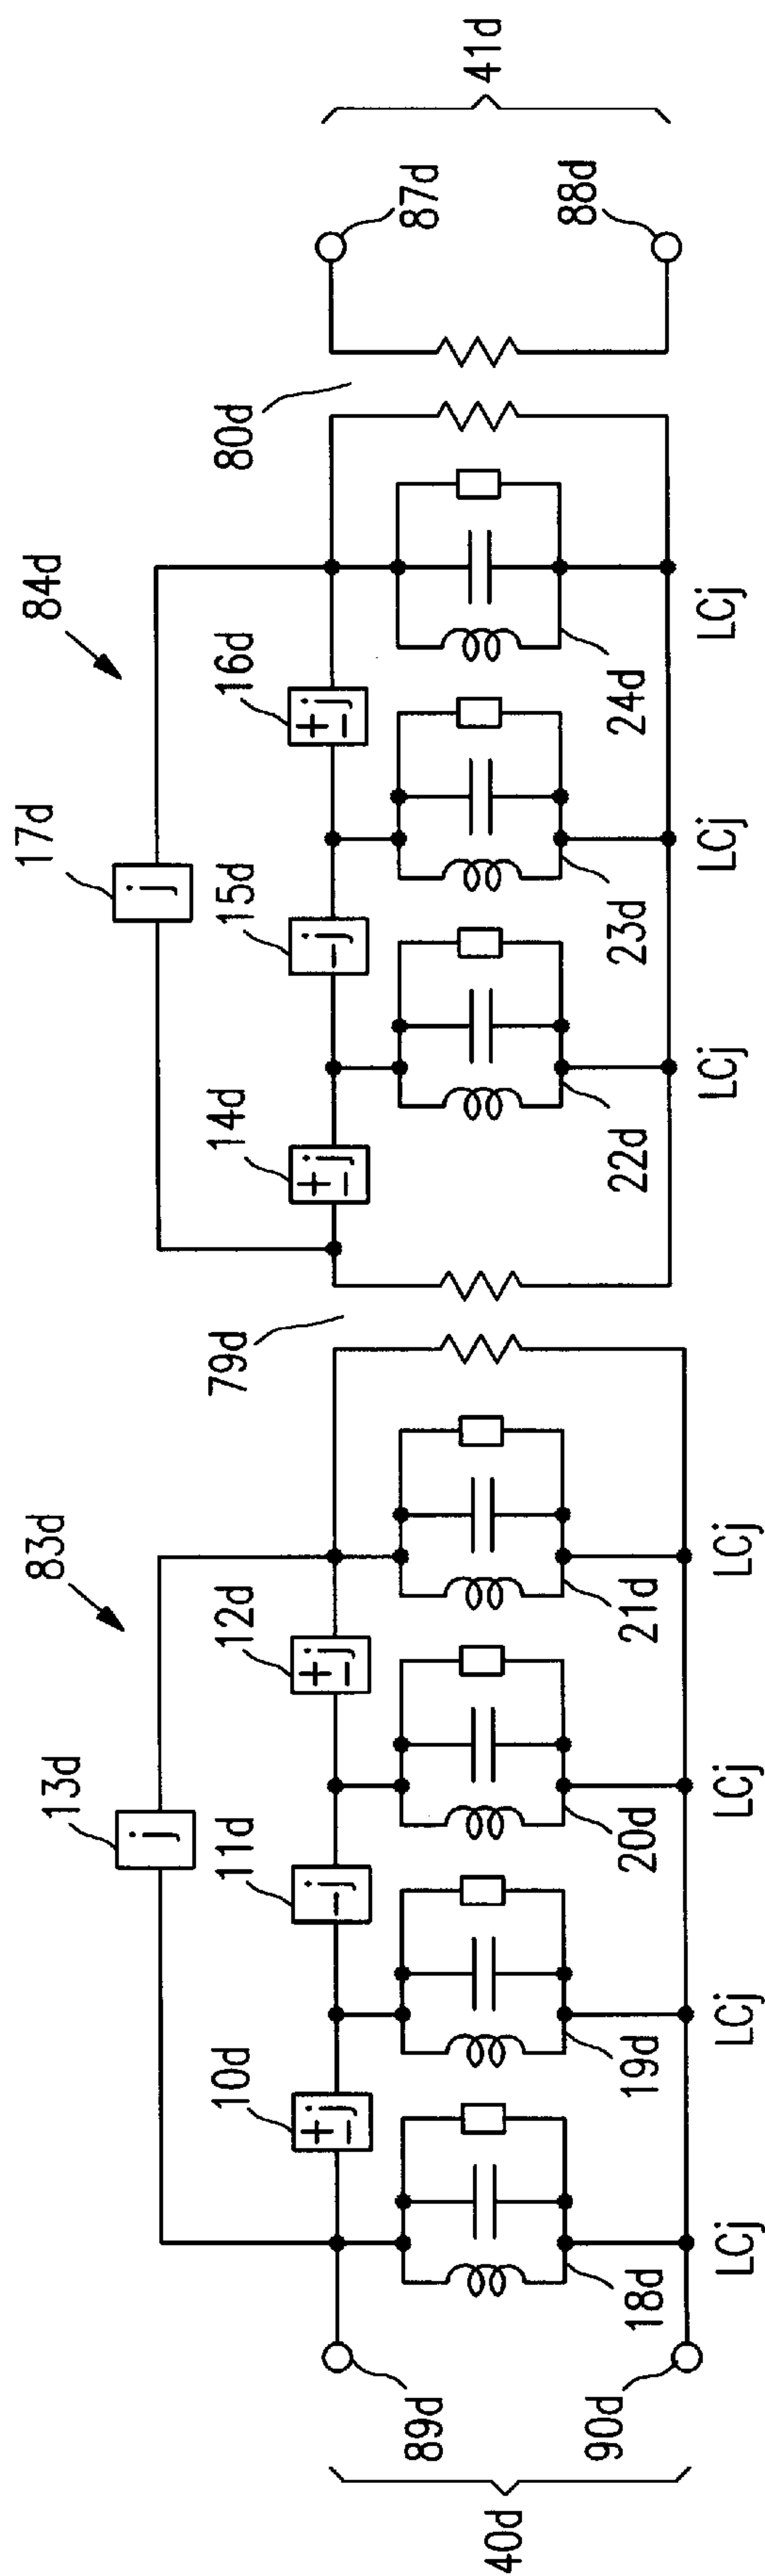 83d
84d
13d
j
17d
j
10d
±j
11d
-j
12d
±j
14d
±j
15d
-j
16d
±j
79d
80d
89d
90d
40d
87d
88d
41d
18d
19d
20d
21d
22d
23d
24d
LCj
LCj
LCj
LCj
LCj
LCj
LCj